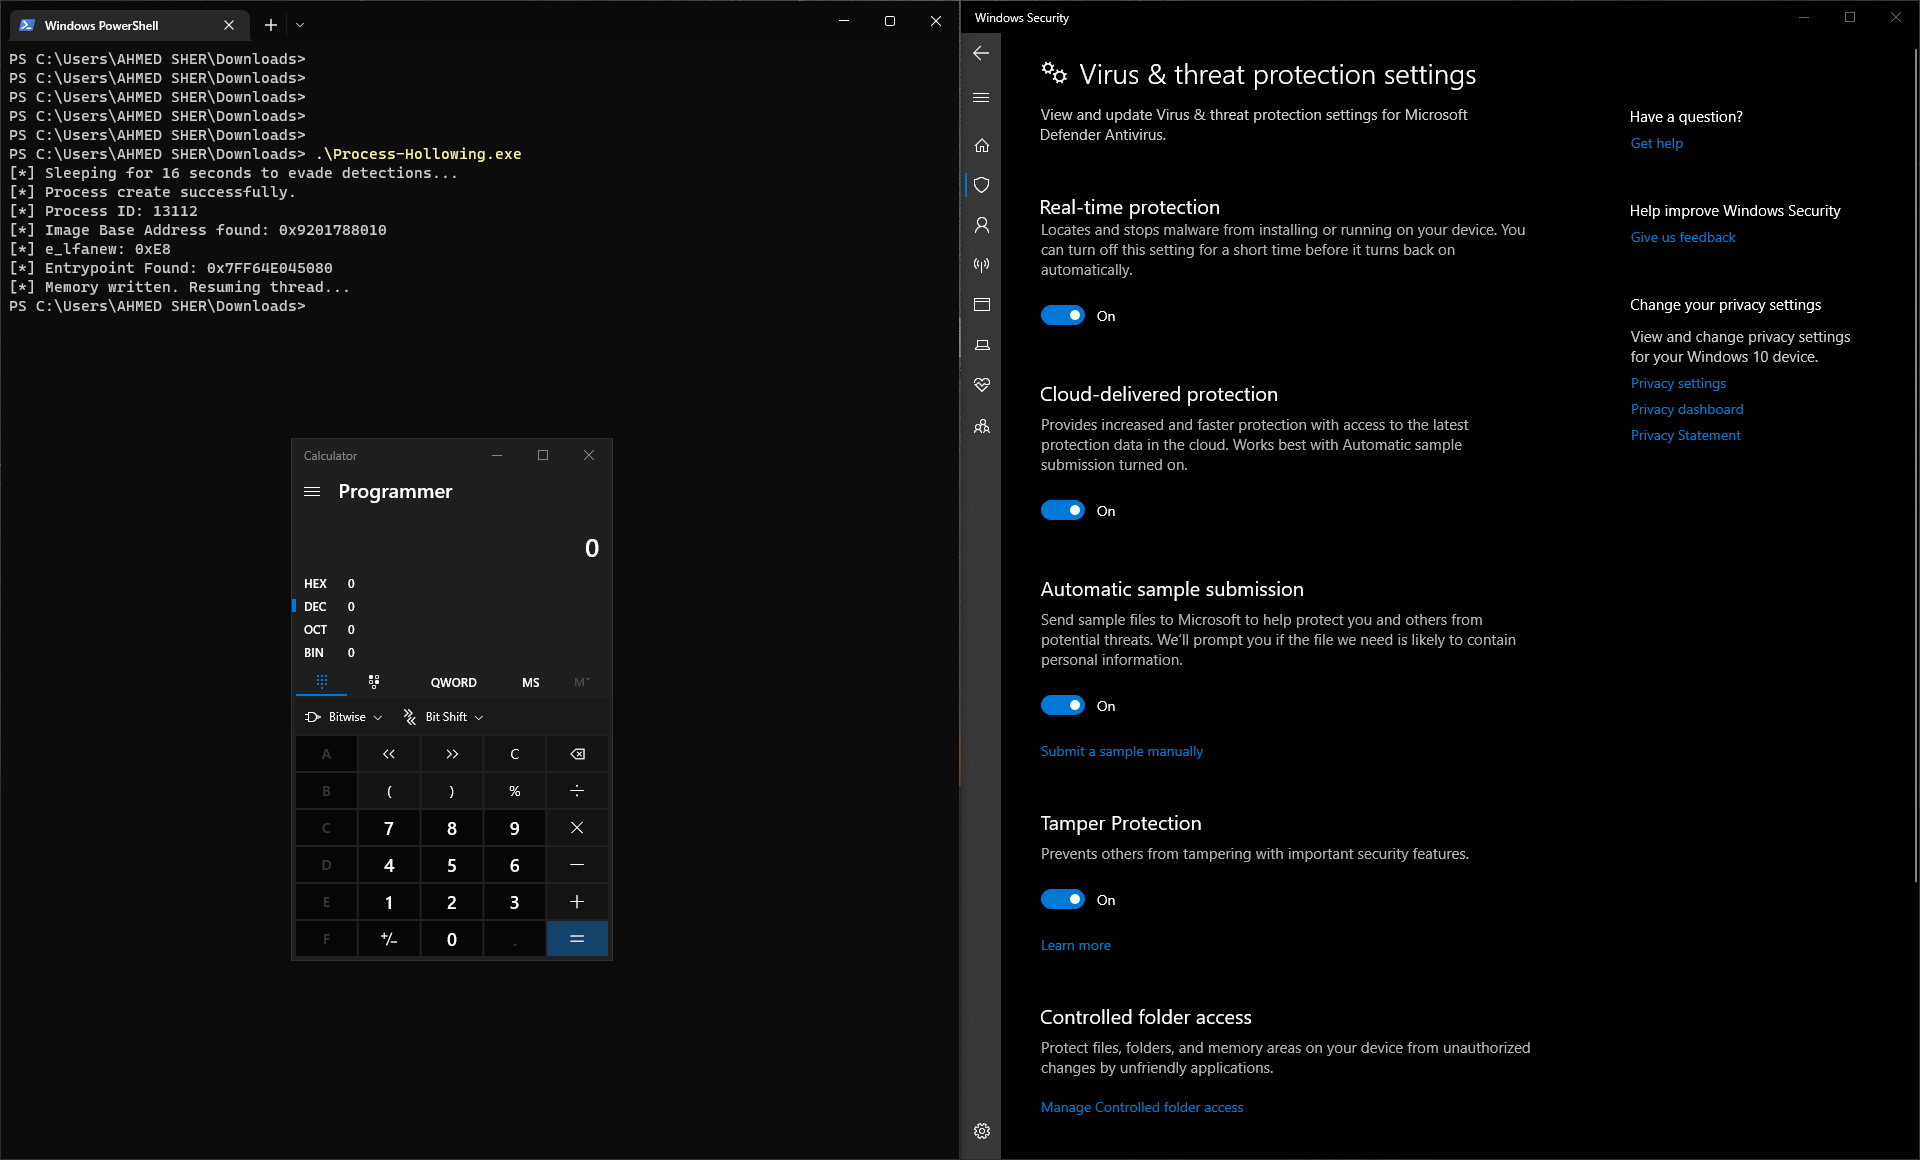 Windows PowerShell
PS C:\Users\AHMED SHER\Downloads>
PS C:\Users\AHMED SHER\Downloads>
PS C:\Users\AHMED SHER\Downloads>
PS C:\Users\AHMED SHER\Downloads>
PS C:\Users\AHMED SHER\Downloads>
PS C:\Users\AHMED SHER\Downloads> .\Process-Hollowing.exe
[*] Sleeping for 16 seconds to evade detections...
[*] Process create successfully.
[*] Process ID: 13112
[*] Image Base Address found: 0x9201788010
[*] e_lfanew: 0xE8
[*] Entrypoint Found: 0x7FF64E045080
[*] Memory written. Resuming thread...
PS C:\Users\AHMED SHER\Downloads>
Calculator
Programmer
0
HEX 0
DEC 0
OCT 0
BIN 0
QWORD MS M˅
Bitwise Bit Shift
A << >> C
B ( ) % ÷
C 7 8 9 ×
D 4 5 6 −
E 1 2 3 +
F +/− 0 . =
Windows Security
Virus & threat protection settings
View and update Virus & threat protection settings for Microsoft
Defender Antivirus.
Real-time protection
Locates and stops malware from installing or running on your device. You
can turn off this setting for a short time before it turns back on
automatically.
On
Cloud-delivered protection
Provides increased and faster protection with access to the latest
protection data in the cloud. Works best with Automatic sample
submission turned on.
On
Automatic sample submission
Send sample files to Microsoft to help protect you and others from
potential threats. We'll prompt you if the file we need is likely to contain
personal information.
On
Submit a sample manually
Tamper Protection
Prevents others from tampering with important security features.
On
Learn more
Controlled folder access
Protect files, folders, and memory areas on your device from unauthorized
changes by unfriendly applications.
Manage Controlled folder access
Have a question?
Get help
Help improve Windows Security
Give us feedback
Change your privacy settings
View and change privacy settings
for your Windows 10 device.
Privacy settings
Privacy dashboard
Privacy Statement